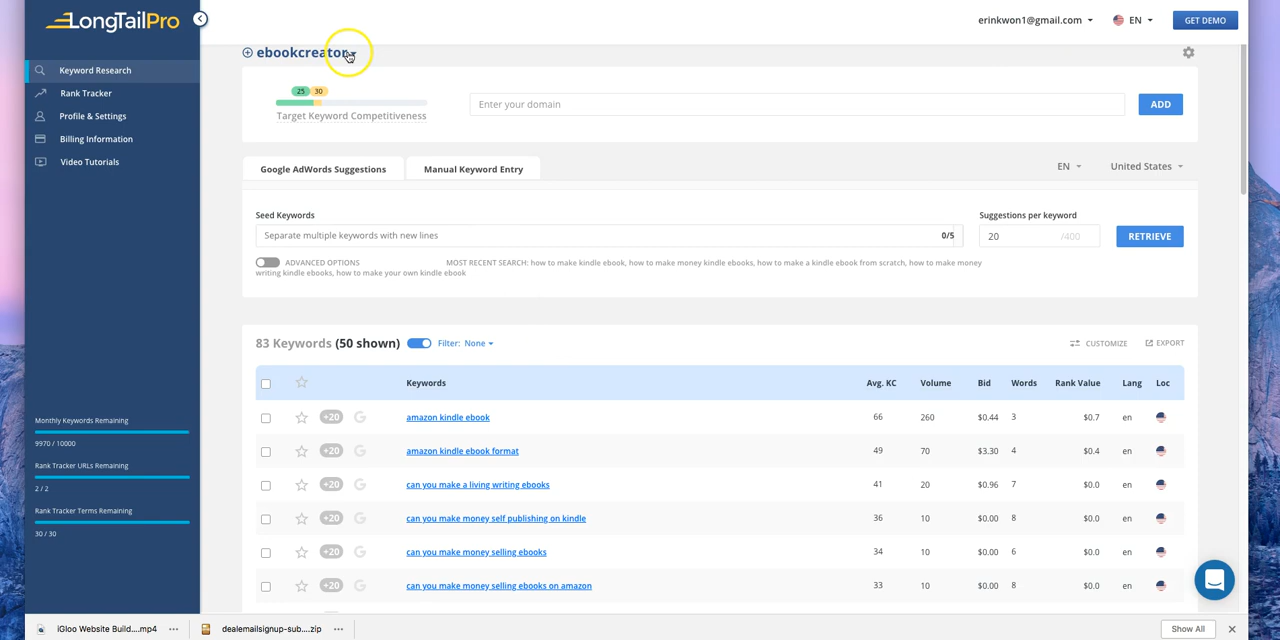 LongTailPro
erinkwon1@gmail.com
EN
GET DEMO
Keyword Research
Rank Tracker
Profile & Settings
Billing Information
Video Tutorials
Monthly Keywords Remaining
9970 / 10000
Rank Tracker URLs Remaining
2 / 2
Rank Tracker Terms Remaining
30 / 30
ebookcreator
25 30
Target Keyword Competitiveness
Enter your domain
ADD
Google AdWords Suggestions
Manual Keyword Entry
EN
United States
Seed Keywords
Suggestions per keyword
Separate multiple keywords with new lines
0/5
20
/400
RETRIEVE
ADVANCED OPTIONS
MOST RECENT SEARCH: how to make kindle ebook, how to make money kindle ebooks, how to make a kindle ebook from scratch, how to make money
writing kindle ebooks, how to make your own kindle ebook
83 Keywords (50 shown)
Filter: None
CUSTOMIZE
EXPORT
Keywords Avg. KC Volume Bid Words Rank Value Lang Loc
+20 G amazon kindle ebook 66 260 $0.44 3 $0.7 en
+20 G amazon kindle ebook format 49 70 $3.30 4 $0.4 en
+20 G can you make a living writing ebooks 41 20 $0.96 7 $0.0 en
+20 G can you make money self publishing on kindle 36 10 $0.00 8 $0.0 en
+20 G can you make money selling ebooks 34 10 $0.00 6 $0.0 en
+20 G can you make money selling ebooks on amazon 33 10 $0.00 8 $0.0 en
iGloo Website Build....mp4
dealemailsignup-sub....zip
Show All